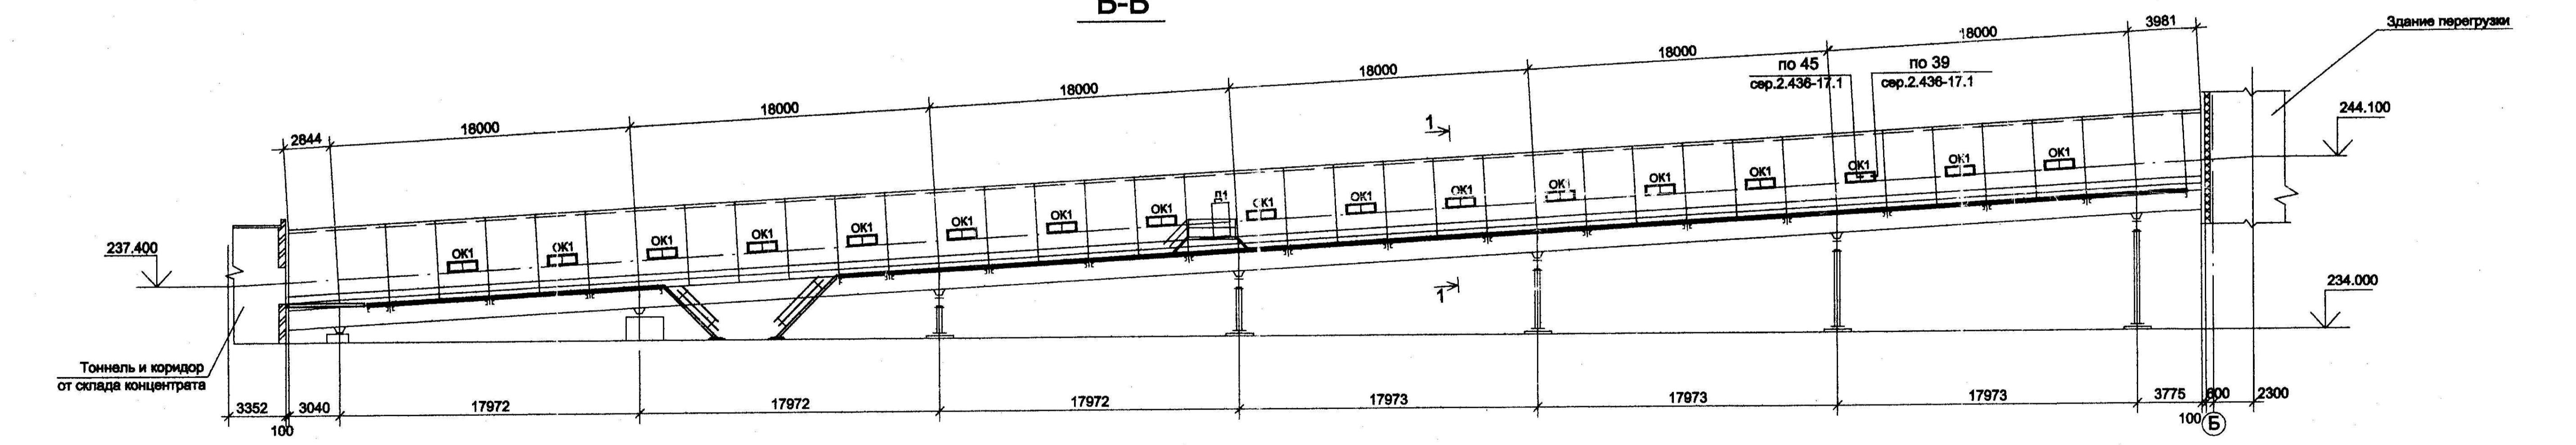 Б-Б
Здание перегрузки
2844
18000
18000
18000
18000
18000
18000
3981
по 45
сер.2.436-17.1
по 39
сер.2.436-17.1
244.100
1
ОК1
ОК1
ОК1
ОК1
ОК1
ОК1
ОК1
ОК1
Д1
ОК1
ОК1
ОК1
ОК1
ОК1
ОК1
ОК1
ОК1
ОК1
237.400
1
234.000
Тоннель и коридор
от склада концентрата
3352
100
3040
17972
17972
17972
17973
17973
17973
3775
100
800
2300
Б